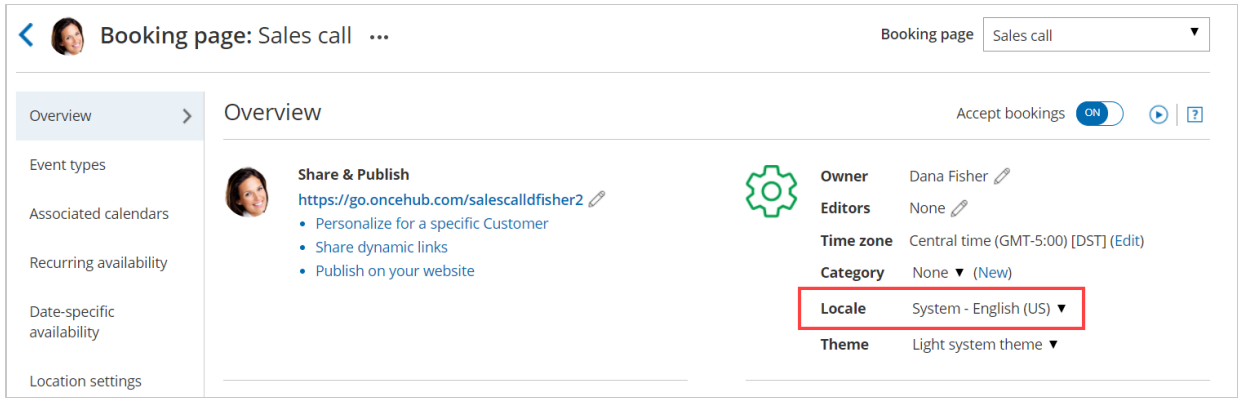 Booking page: Sales call ...
Booking page Sales call ▼
Overview
Event types
Associated calendars
Recurring availability
Date-specific
availability
Location settings
Overview
Accept bookings ON ?
Share & Publish
https://go.oncehub.com/salescalldfisher2
• Personalize for a specific Customer
• Share dynamic links
• Publish on your website
Owner Dana Fisher
Editors None
Time zone Central time (GMT-5:00) [DST] (Edit)
Category None ▼ (New)
Locale System - English (US) ▼
Theme Light system theme ▼